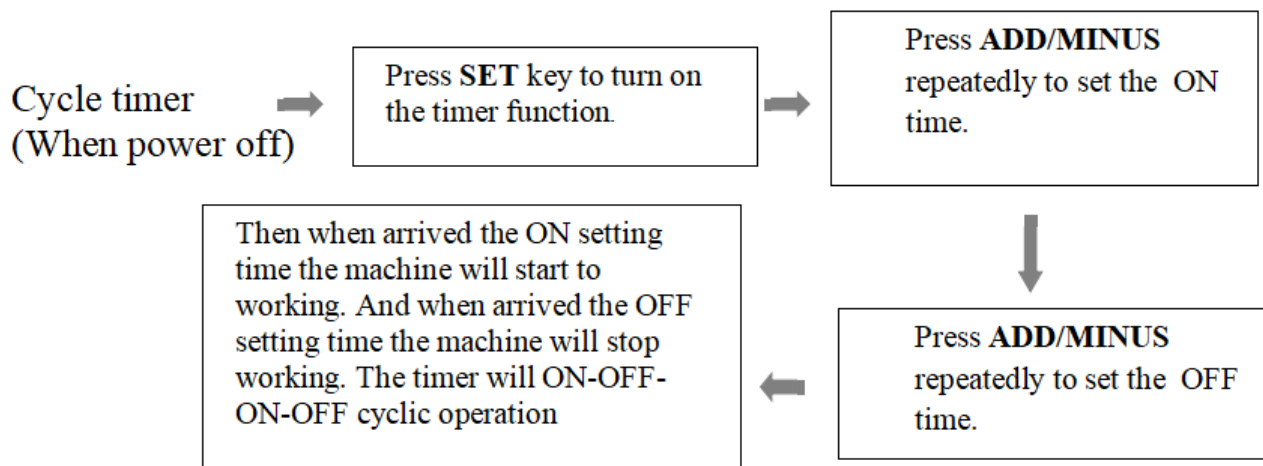 Cycle timer
(When power off)
Press SET key to turn on
the timer function.
Press ADD/MINUS
repeatedly to set the ON
time.
Press ADD/MINUS
repeatedly to set the OFF
time.
Then when arrived the ON setting
time the machine will start to
working. And when arrived the OFF
setting time the machine will stop
working. The timer will ON-OFF-
ON-OFF cyclic operation